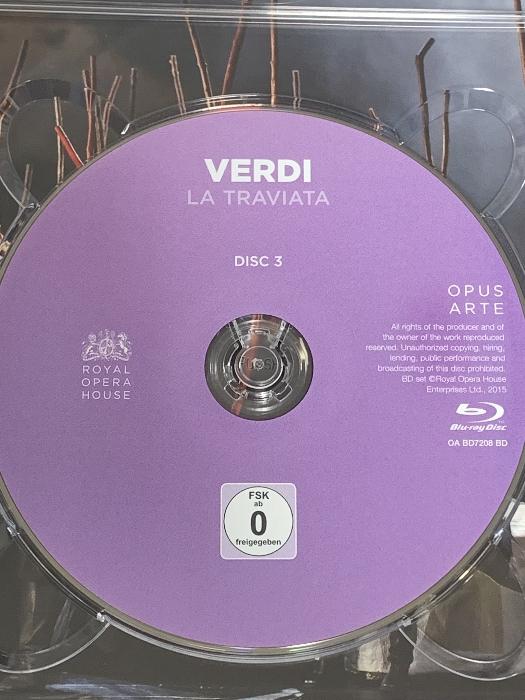 VERDI
LA TRAVIATA
DISC 3
OPUS
ARTE
All rights of the producer and of
the owner of the work reproduced
reserved. Unauthorized copying, hiring,
lending, public performance and
broadcasting of this disc prohibited.
BD set ©Royal Opera House
Enterprises Ltd., 2015
Blu-ray Disc
TM
OA BD7208 BD
ROYAL
OPERA
HOUSE
FSK
ab
0
freigegeben